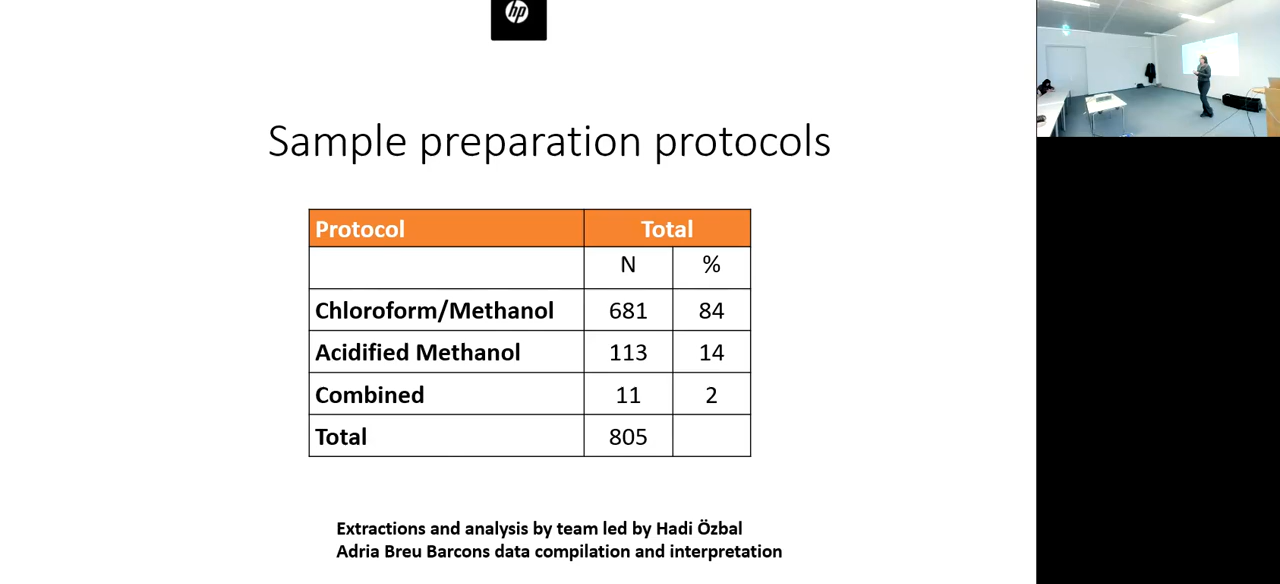 hp
Sample preparation protocols
Protocol Total
N %
Chloroform/Methanol 681 84
Acidified Methanol 113 14
Combined 11 2
Total 805
Extractions and analysis by team led by Hadi Özbal
Adria Breu Barcons data compilation and interpretation